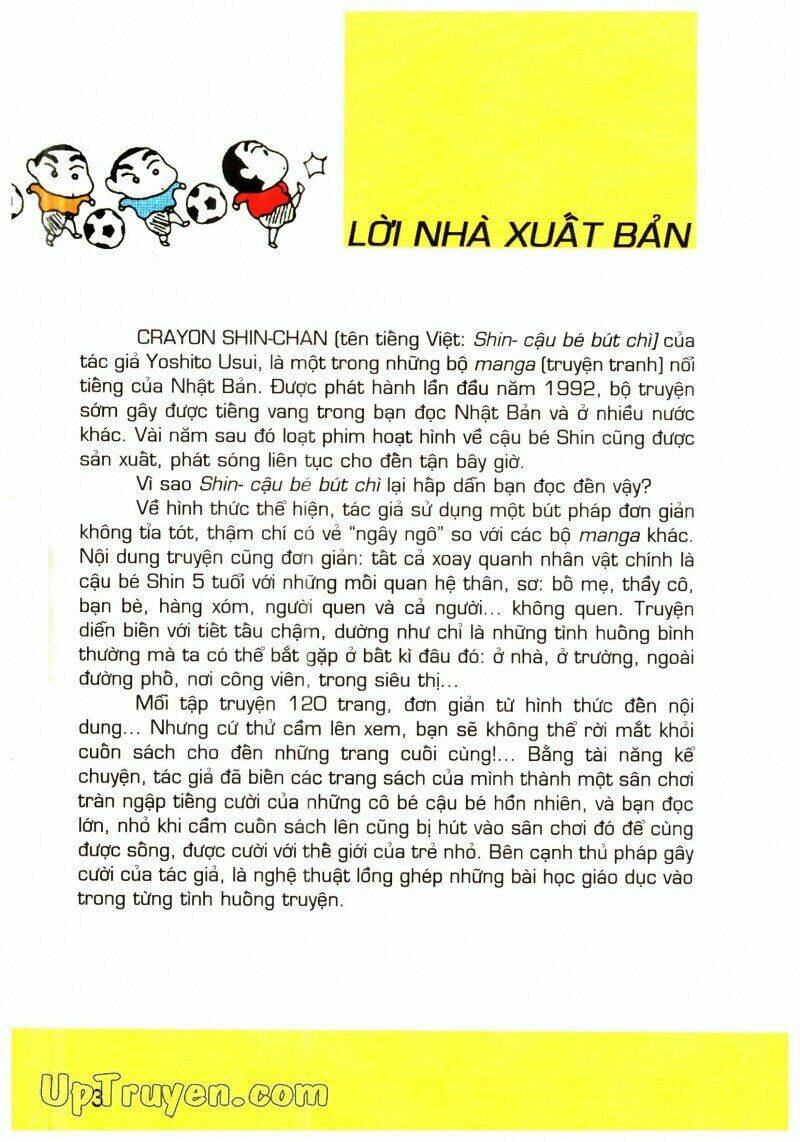 LỜI NHÀ XUẤT BẢN
CRAYON SHIN-CHAN (tên tiếng Việt: Shin- cậu bé bút chì) của
tác giả Yoshito Usui, là một trong những bộ manga (truyện tranh) nổi
tiếng của Nhật Bản. Được phát hành lần đầu năm 1992, bộ truyện
sớm gây được tiếng vang trong bạn đọc Nhật Bản và ở nhiều nước
khác. Vài năm sau đó loạt phim hoạt hình về cậu bé Shin cũng được
sản xuất, phát sóng liên tục cho đến tận bây giờ.
Vì sao Shin- cậu bé bút chì lại hấp dẫn bạn đọc đến vậy?
Về hình thức thể hiện, tác giả sử dụng một bút pháp đơn giản
không tỉa tót, thậm chí có vẻ "ngây ngô" so với các bộ manga khác.
Nội dung truyện cũng đơn giản: tất cả xoay quanh nhân vật chính là
cậu bé Shin 5 tuổi với những mối quan hệ thân, sơ: bố mẹ, thầy cô,
bạn bè, hàng xóm, người quen và cả người... không quen. Truyện
diễn biến với tiết tấu chậm, dường như chỉ là những tình huống bình
thường mà ta có thể bắt gặp ở bất kì đâu đó: ở nhà, ở trường, ngoài
đường phố, nơi công viên, trong siêu thị...
Mỗi tập truyện 120 trang, đơn giản từ hình thức đến nội
dung... Nhưng cứ thử cầm lên xem, bạn sẽ không thể rời mắt khỏi
cuốn sách cho đến những trang cuối cùng!... Bằng tài năng kể
chuyện, tác giả đã biến các trang sách của mình thành một sân chơi
tràn ngập tiếng cười của những cô bé cậu bé hồn nhiên, và bạn đọc
lớn, nhỏ khi cầm cuốn sách lên cũng bị hút vào sân chơi đó để cùng
được sống, được cười với thế giới của trẻ nhỏ. Bên cạnh thủ pháp gây
cười của tác giả, là nghệ thuật lồng ghép những bài học giáo dục vào
trong từng tình huống truyện.
3
UpTruyen.com